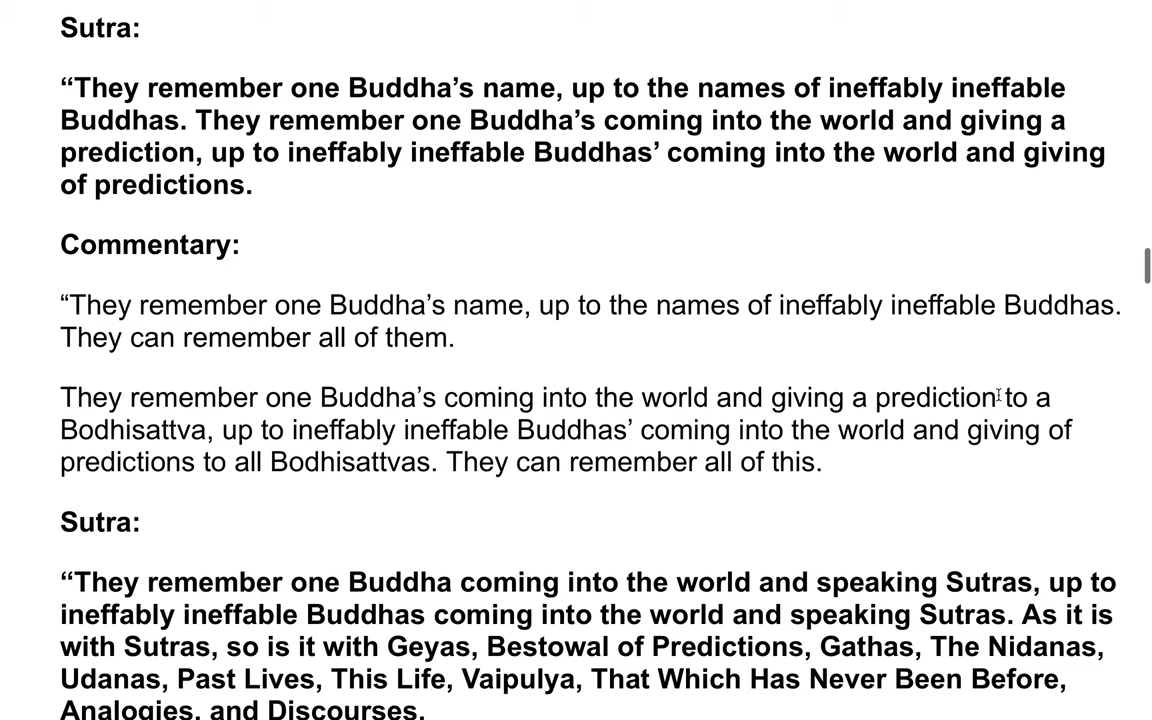 Sutra:
“They remember one Buddha’s name, up to the names of ineffably ineffable
Buddhas. They remember one Buddha’s coming into the world and giving a
prediction, up to ineffably ineffable Buddhas’ coming into the world and giving
of predictions.
Commentary:
“They remember one Buddha’s name, up to the names of ineffably ineffable Buddhas.
They can remember all of them.
They remember one Buddha’s coming into the world and giving a prediction to a
Bodhisattva, up to ineffably ineffable Buddhas’ coming into the world and giving of
predictions to all Bodhisattvas. They can remember all of this.
Sutra:
“They remember one Buddha coming into the world and speaking Sutras, up to
ineffably ineffable Buddhas coming into the world and speaking Sutras. As it is
with Sutras, so is it with Geyas, Bestowal of Predictions, Gathas, The Nidanas,
Udanas, Past Lives, This Life, Vaipulya, That Which Has Never Been Before,
Analogies, and Discourses.